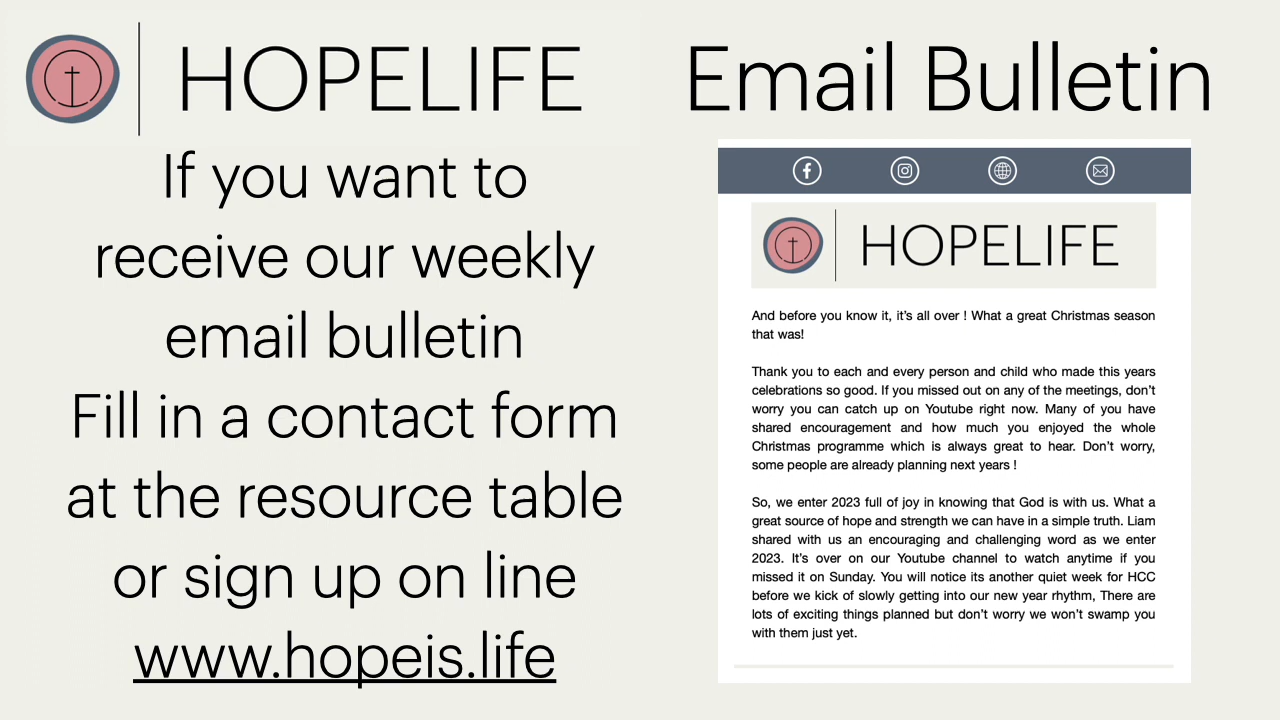 HOPELIFE
If you want to
receive our weekly
email bulletin
Fill in a contact form
at the resource table
or sign up on line
www.hopeis.life
Email Bulletin
HOPELIFE
And before you know it, it's all over ! What a great Christmas season
that was!
Thank you to each and every person and child who made this years
celebrations so good. If you missed out on any of the meetings, don't
worry you can catch up on Youtube right now. Many of you have
shared encouragement and how much you enjoyed the whole
Christmas programme which is always great to hear. Don't worry,
some people are already planning next years !
So, we enter 2023 full of joy in knowing that God is with us. What a
great source of hope and strength we can have in a simple truth. Liam
shared with us an encouraging and challenging word as we enter
2023. It's over on our Youtube channel to watch anytime if you
missed it on Sunday. You will notice its another quiet week for HCC
before we kick of slowly getting into our new year rhythm, There are
lots of exciting things planned but don't worry we won't swamp you
with them just yet.